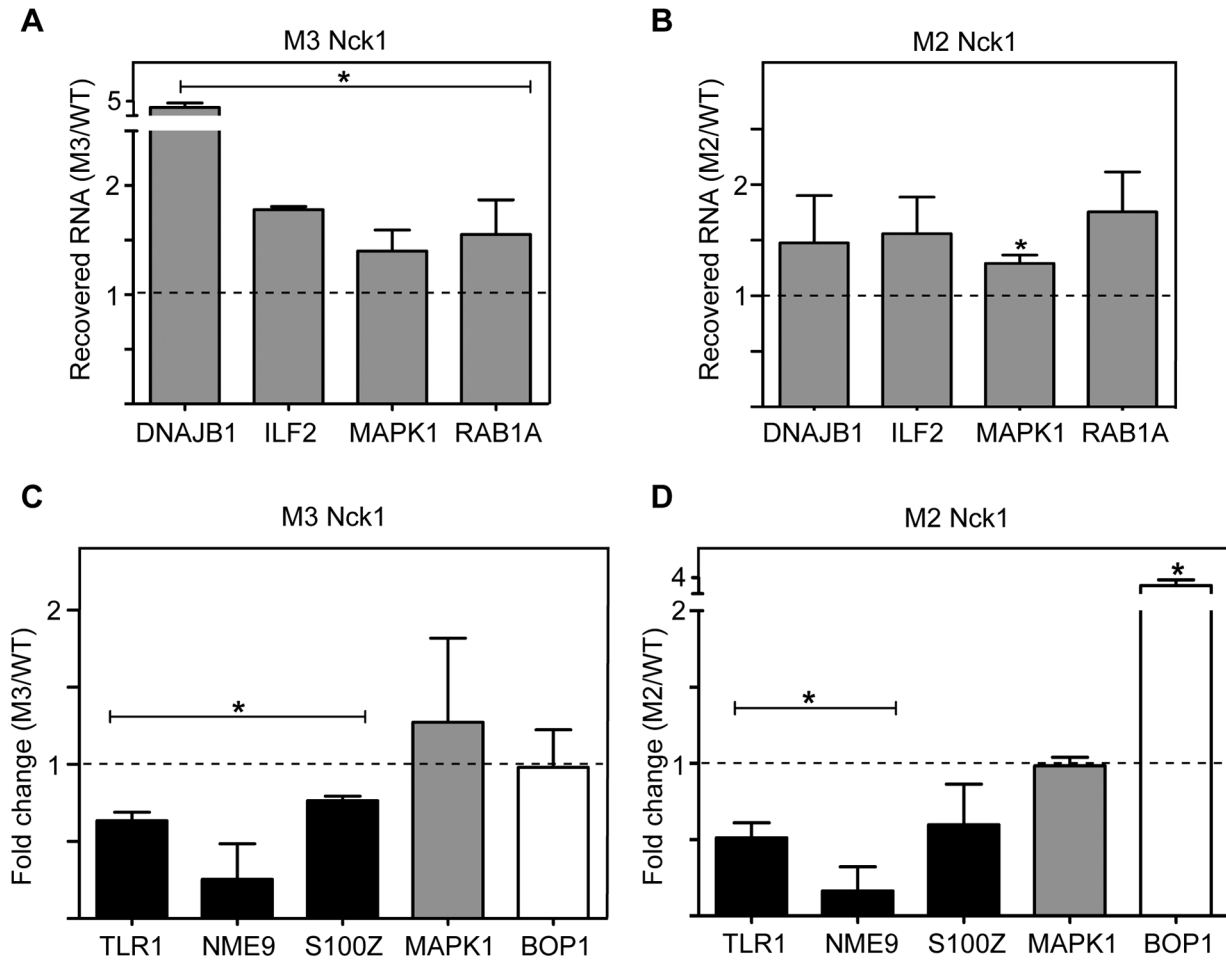 A
M3 Nck1
Recovered RNA (M3/WT)
5
2
1
*
DNAJB1 ILF2 MAPK1 RAB1A
B
M2 Nck1
Recovered RNA (M2/WT)
2
1
*
DNAJB1 ILF2 MAPK1 RAB1A
C
M3 Nck1
Fold change (M3/WT)
2
1
*
TLR1 NME9 S100Z MAPK1 BOP1
D
M2 Nck1
Fold change (M2/WT)
4
2
1
*
*
TLR1 NME9 S100Z MAPK1 BOP1